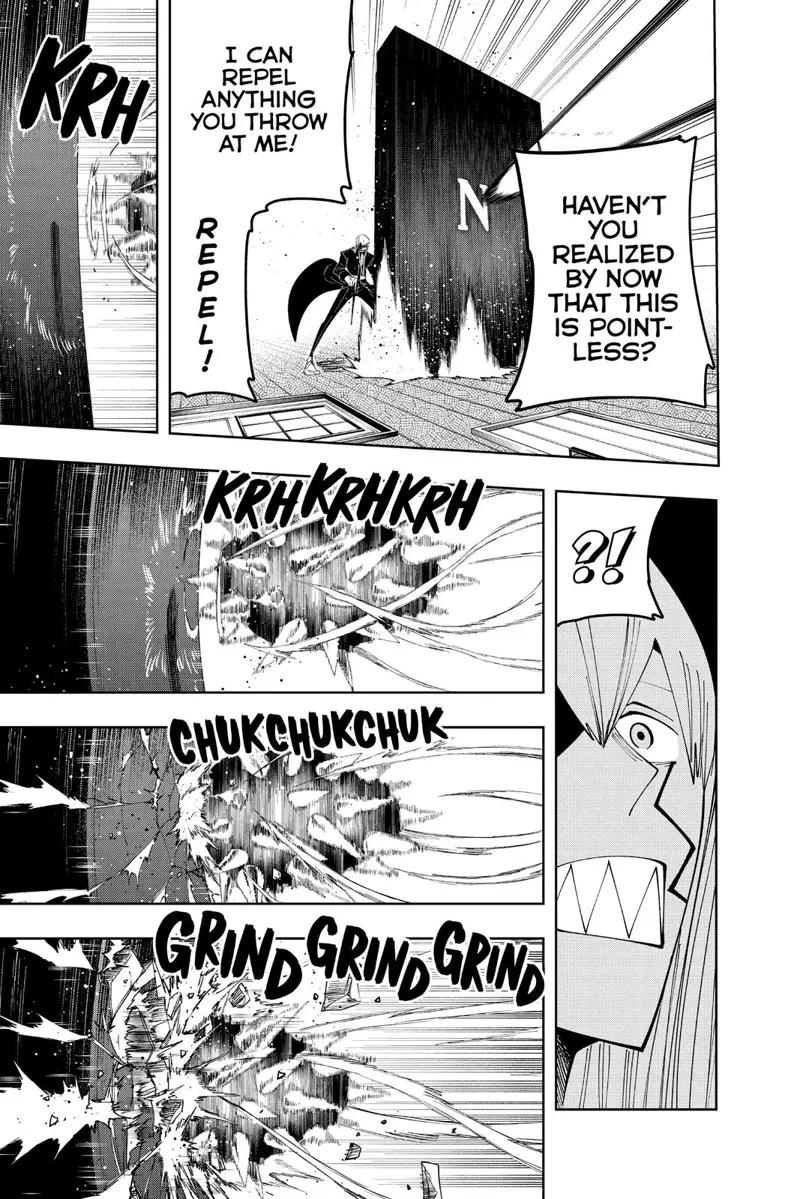 HAVEN'T
YOU
REALIZED
BY NOW
THAT THIS
IS POINT-
LESS?
N
I CAN
REPEL
ANYTHING
YOU THROW
AT ME!
REPEL!
KRH
?!
KRHKRHKRH
CHUKCHUKCHUK
GRIND GRIND GRIND